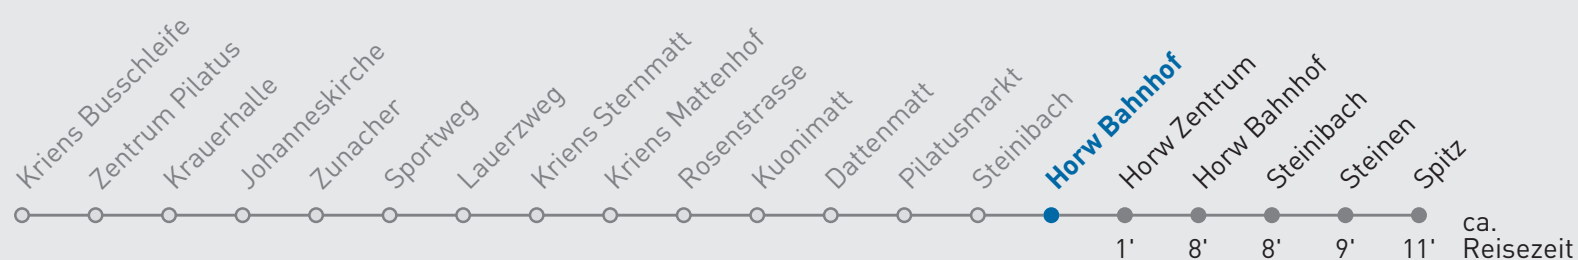 Kriens Busschleife
Zentrum Pilatus
Krauerhalle
Johanneskirche
Zunacher
Sportweg
Lauerzweg
Kriens Sternmatt
Kriens Mattenhof
Rosenstrasse
Kuonimatt
Dattenmatt
Pilatusmarkt
Steinibach
Horw Bahnhof
Horw Zentrum
Horw Bahnhof
Steinibach
Steinen
Spitz
1' 8' 8' 9' 11'
ca.
Reisezeit